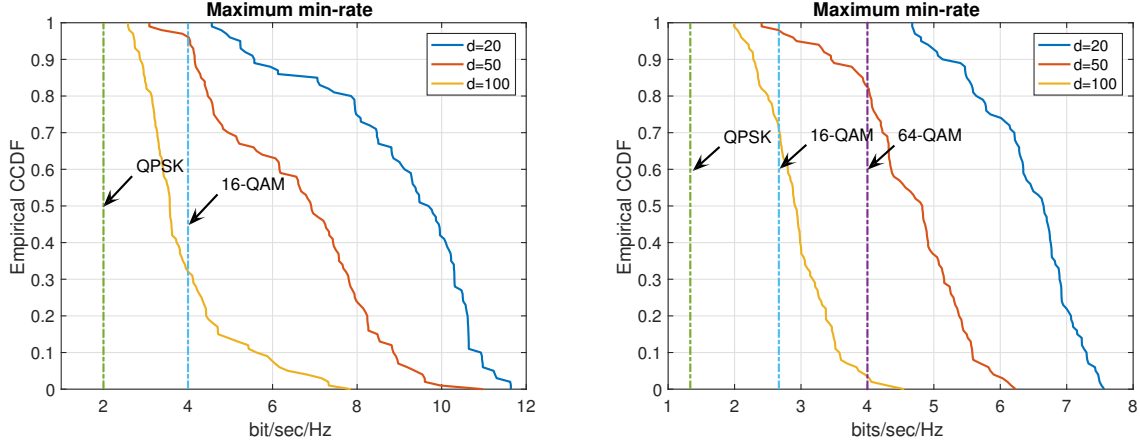 Maximum min-rate
1
0.9
0.8
0.7
0.6
0.5
0.4
0.3
0.2
0.1
0
Empirical CCDF
d=20
d=50
d=100
QPSK
16-QAM
2
4
6
8
10
12
bit/sec/Hz
Maximum min-rate
1
0.9
0.8
0.7
0.6
0.5
0.4
0.3
0.2
0.1
0
Empirical CCDF
d=20
d=50
d=100
QPSK
16-QAM
64-QAM
1
2
3
4
5
6
7
8
bits/sec/Hz